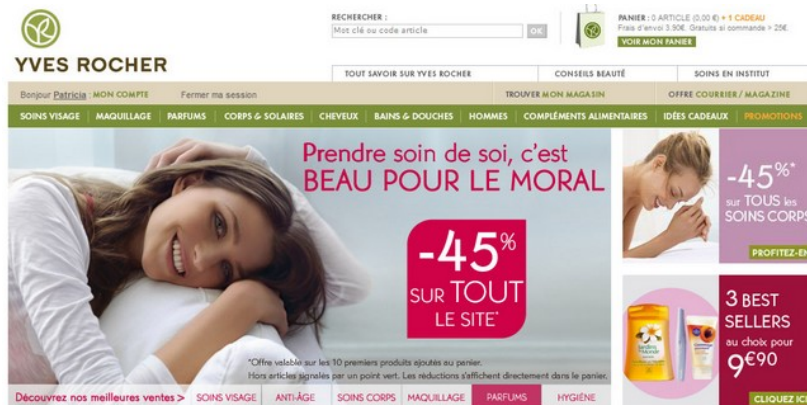 YVES ROCHER
RECHERCHER :
Mot clé ou code article
OK
PANIER : 0 ARTICLE (0,00 €) + 1 CADEAU
Frais d'envoi 3.90€. Gratuits si commande > 25€.
VOIR MON PANIER
TOUT SAVOIR SUR YVES ROCHER
CONSEILS BEAUTÉ
SOINS EN INSTITUT
Bonjour Patricia : MON COMPTE
Fermer ma session
TROUVER MON MAGASIN
OFFRE COURRIER / MAGAZINE
SOINS VISAGE
MAQUILLAGE
PARFUMS
CORPS & SOLAIRES
CHEVEUX
BAINS & DOUCHES
HOMMES
COMPLÉMENTS ALIMENTAIRES
IDÉES CADEAUX
PROMOTIONS
Prendre soin de soi, c'est
BEAU POUR LE MORAL
-45%
SUR TOUT
LE SITE*
*Offre valable sur les 10 premiers produits ajoutés au panier.
Hors articles signalés par un point vert. Les réductions s'affichent directement dans le panier.
-45%*
sur TOUS les
SOINS CORPS
PROFITEZ-EN
3 BEST
SELLERS
au choix pour
9€90
CLIQUEZ ICI
Découvrez nos meilleures ventes >
SOINS VISAGE
ANTI-ÂGE
SOINS CORPS
MAQUILLAGE
PARFUMS
HYGIÈNE